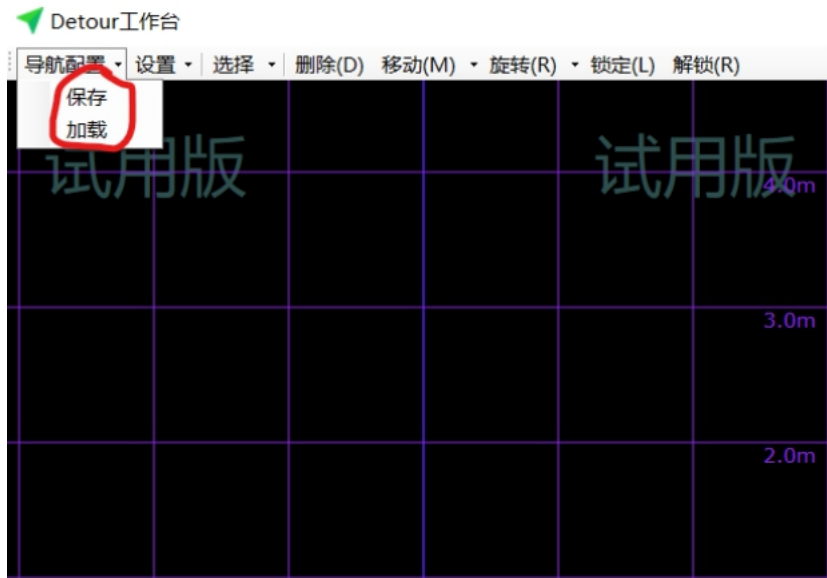 Detour工作台
导航配置 设置 选择 删除(D) 移动(M) 旋转(R) 锁定(L) 解锁(R)
保存
加载
试用版 试用版
4.0m
3.0m
2.0m